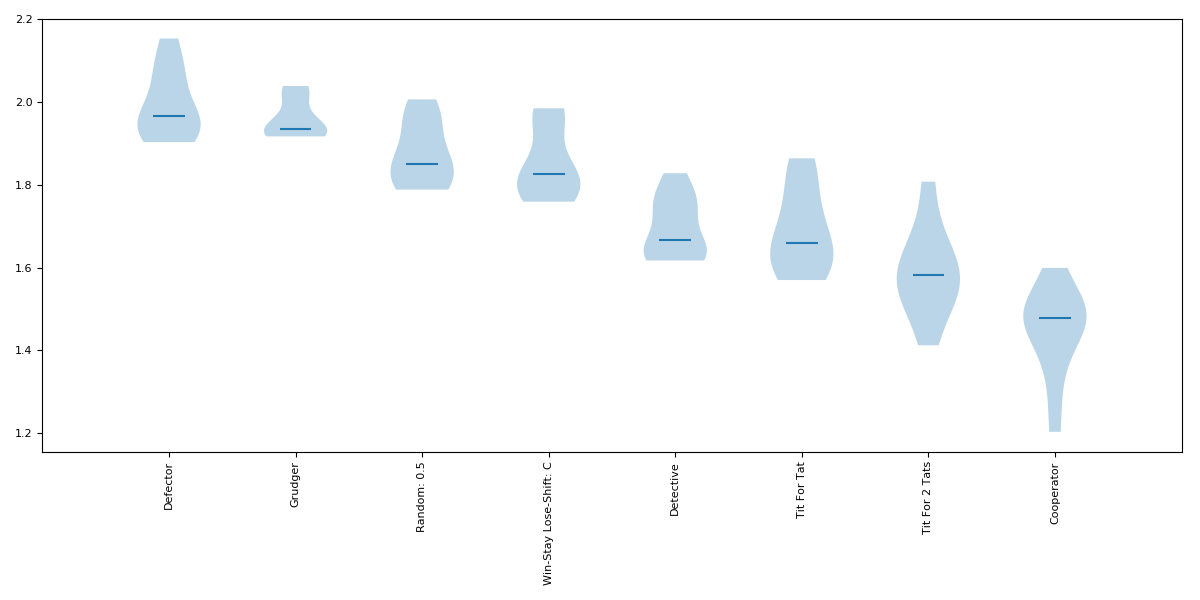 2.2
2.0
1.8
1.6
1.4
1.2
Defector
Grudger
Random: 0.5
Win-Stay Lose-Shift: C
Detective
Tit For Tat
Tit For 2 Tats
Cooperator